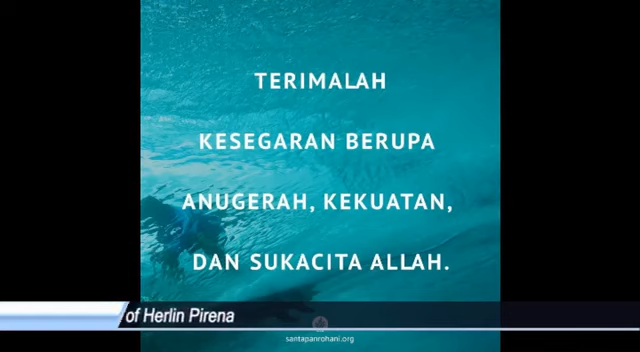 TERIMALAH
KESEGARAN BERUPA
ANUGERAH, KEKUATAN,
DAN SUKACITA ALLAH.
of Herlin Pirena
santapanrohani.org